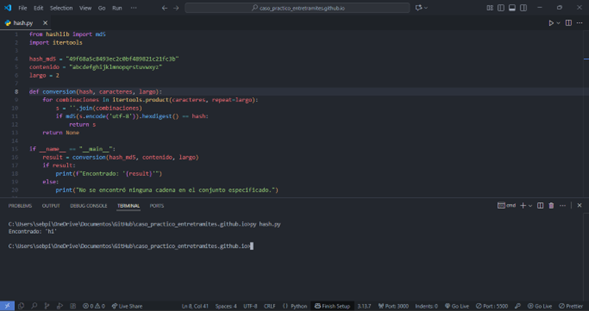 File Edit Selection View Go Run ...
caso_practico_entretramites.github.io
hash.py
1 from hashlib import md5
2 import itertools
3
4 hash_md5 = "49f68a5c8493ec2c0bf489821c21fc3b"
5 contenido = "abcdefghijklmnopqrstuvwxyz"
6 largo = 2
7
8 def conversion(hash, caracteres, largo):
9 for combinaciones in itertools.product(caracteres, repeat=largo):
10 s = ''.join(combinaciones)
11 if md5(s.encode('utf-8')).hexdigest() == hash:
12 return s
13 return None
14
15 if __name__ == "__main__":
16 result = conversion(hash_md5, contenido, largo)
17 if result:
18 print(f"Encontrado: '{result}'")
19 else:
20 print("No se encontró ninguna cadena en el conjunto especificado.")
PROBLEMS OUTPUT DEBUG CONSOLE TERMINAL PORTS
cmd
C:\Users\sebpi\OneDrive\Documentos\GitHub\caso_practico_entretramites.github.io>py hash.py
Encontrado: 'hi'
C:\Users\sebpi\OneDrive\Documentos\GitHub\caso_practico_entretramites.github.io>
0 0 Live Share Ln 8, Col 41 Spaces: 4 UTF-8 CRLF Python Finish Setup 3.13.7 Port: 3000 Indents: 0 Go Live Port : 5500 Go Live Prettier